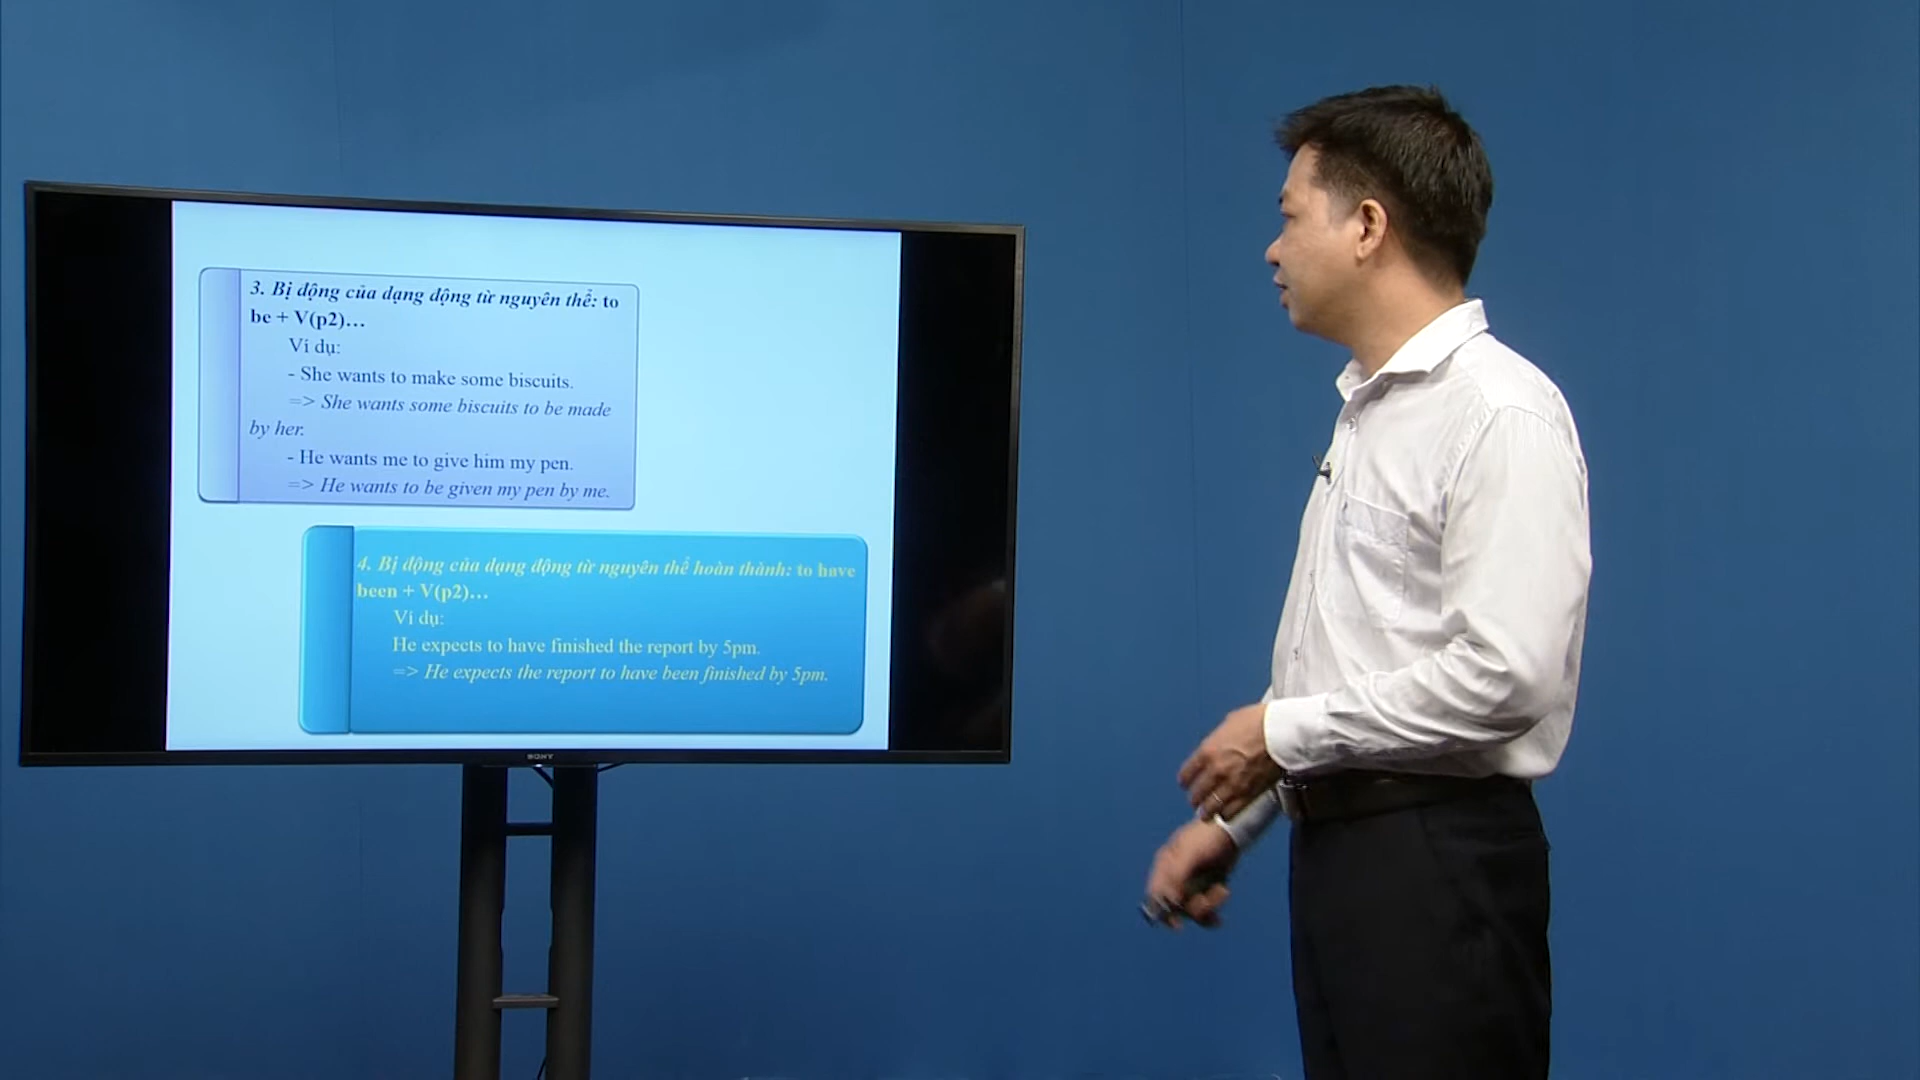 3. Bị động của dạng động từ nguyên thể: to
be + V(p2)…
Ví dụ:
- She wants to make some biscuits.
=> She wants some biscuits to be made
by her.
- He wants me to give him my pen.
=> He wants to be given my pen by me.
4. Bị động của dạng động từ nguyên thể hoàn thành: to have
been + V(p2)…
Ví dụ:
He expects to have finished the report by 5pm.
=> He expects the report to have been finished by 5pm.
SONY